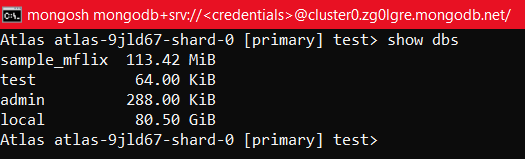 mongosh mongodb+srv://<credentials>@cluster0.zg0lgre.mongodb.net/
Atlas atlas-9jld67-shard-0 [primary] test> show dbs
sample_mflix  113.42 MiB
test           64.00 KiB
admin         288.00 KiB
local          80.50 GiB
Atlas atlas-9jld67-shard-0 [primary] test>